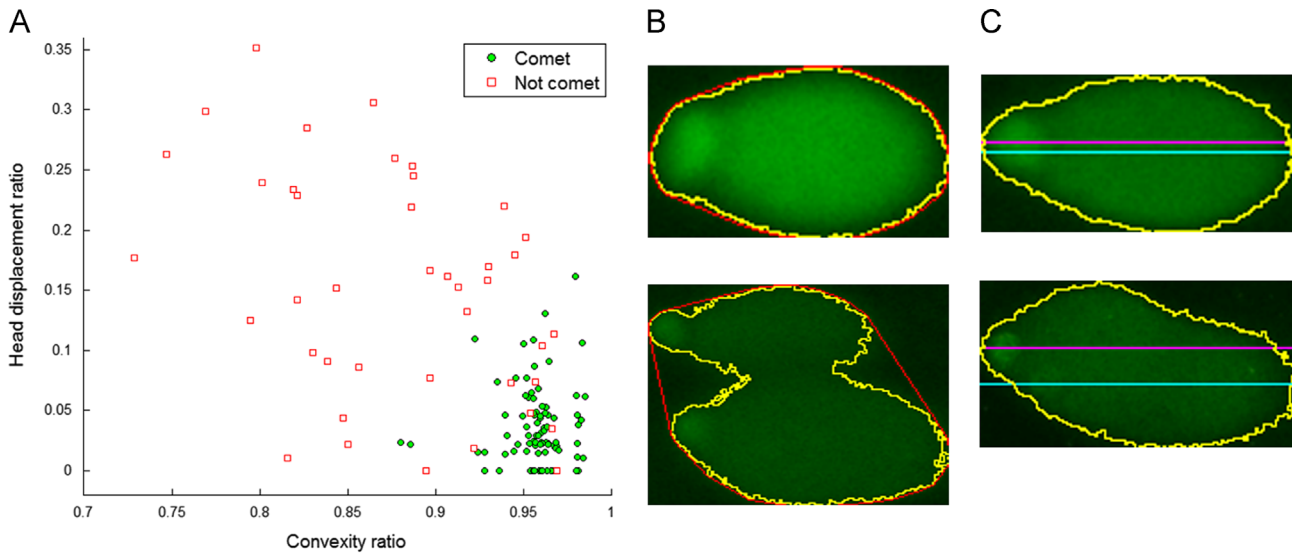 A
B
C
Head displacement ratio
0.35
0.3
0.25
0.2
0.15
0.1
0.05
0
Comet
Not comet
0.7
0.75
0.8
0.85
0.9
0.95
1
Convexity ratio